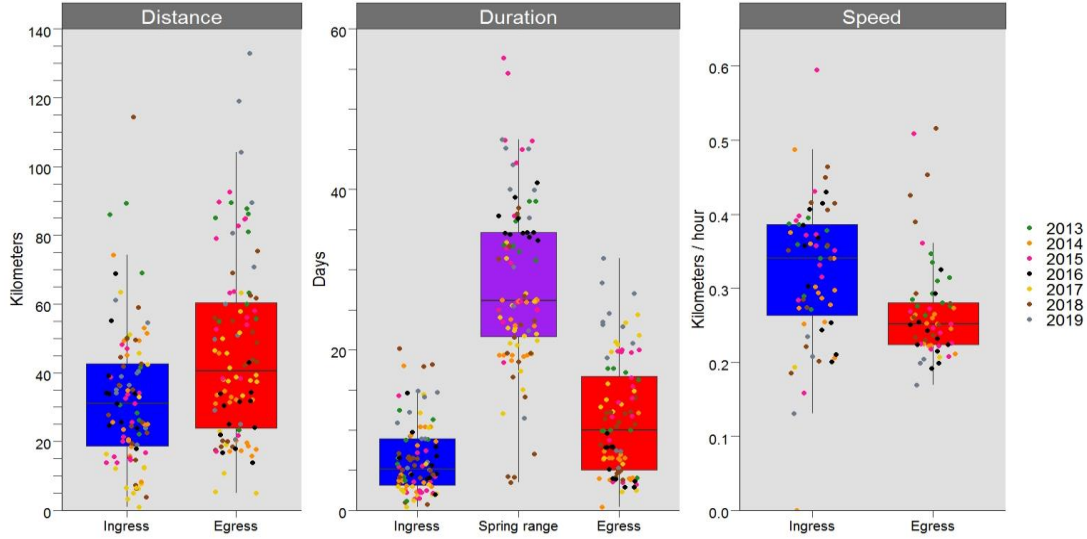 Distance
Duration
Speed
Kilometers
140
120
100
80
60
40
20
0
Ingress
Egress
Days
60
40
20
0
Ingress
Spring range
Egress
Kilometers / hour
0.6
0.5
0.4
0.3
0.2
0.1
0.0
Ingress
Egress
2013
2014
2015
2016
2017
2018
2019